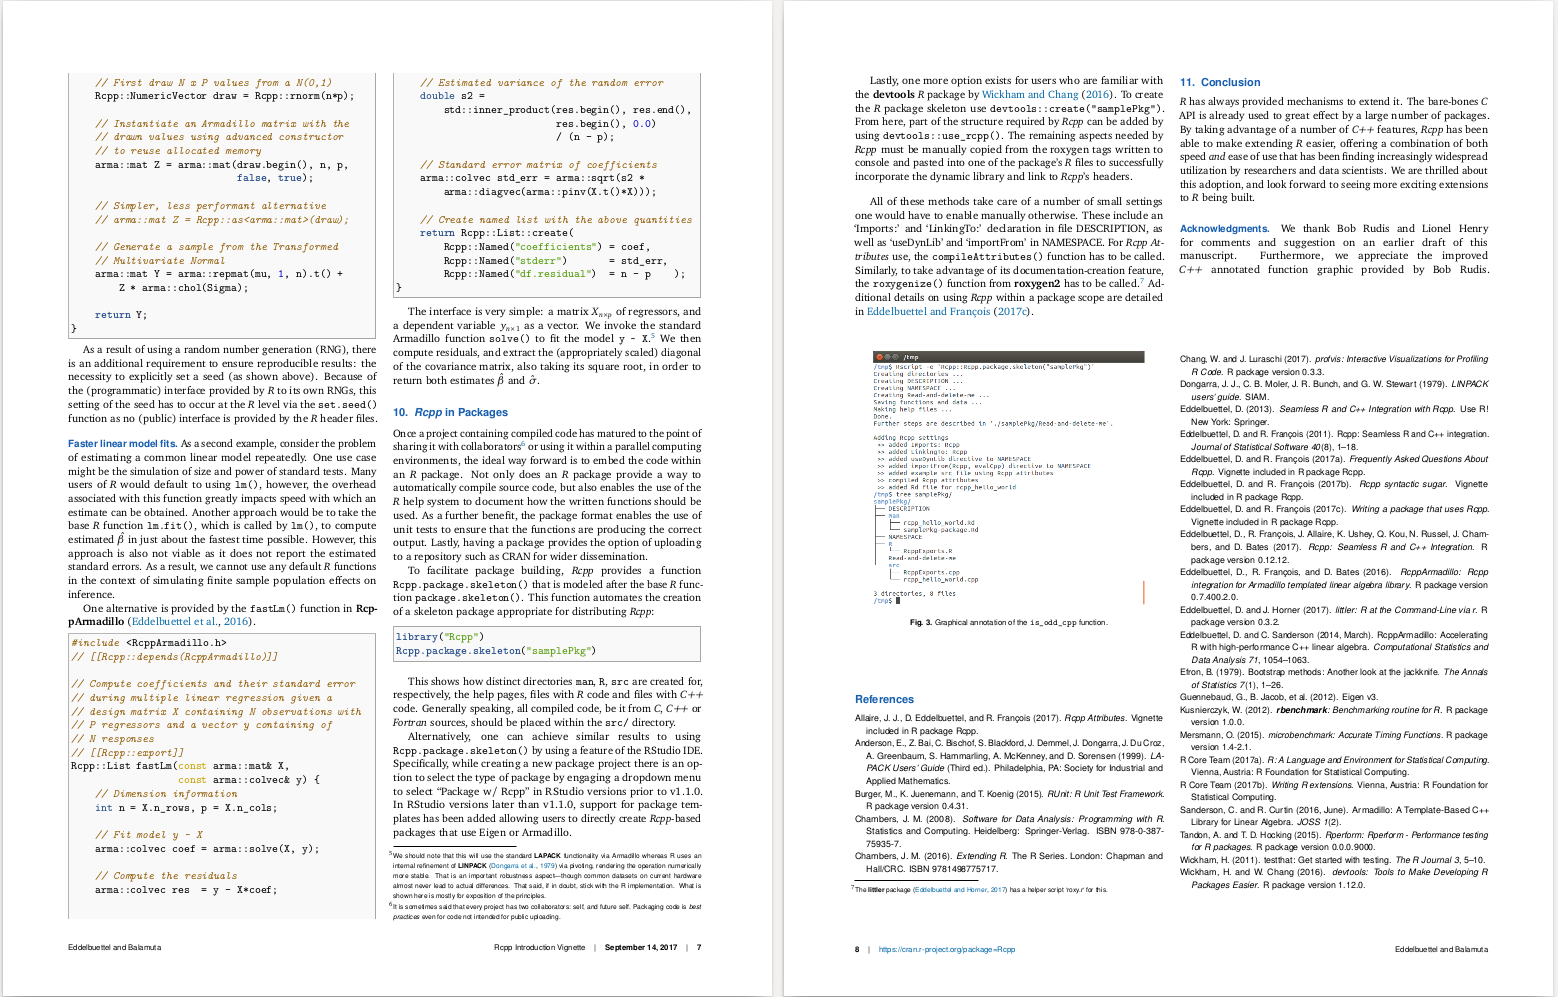 // First draw N x P values from a N(0,1)
Rcpp::NumericVector draw = Rcpp::rnorm(n*p);
// Instantiate an Armadillo matrix with the
// drawn values using advanced constructor
// to reuse allocated memory
arma::mat Z = arma::mat(draw.begin(), n, p,
false, true);
// Simpler, less performant alternative
// arma::mat Z = Rcpp::as<arma::mat>(draw);
// Generate a sample from the Transformed
// Multivariate Normal
arma::mat Y = arma::repmat(mu, 1, n).t() +
Z * arma::chol(Sigma);
return Y;
}
As a result of using a random number generation (RNG), there
is an additional requirement to ensure reproducible results: the
necessity to explicitly set a seed (as shown above). Because of
the (programmatic) interface provided by R to its own RNGs, this
setting of the seed has to occur at the R level via the set.seed()
function as no (public) interface is provided by the R header files.
Faster linear model fits. As a second example, consider the problem
of estimating a common linear model repeatedly. One use case
might be the simulation of size and power of standard tests. Many
users of R would default to using lm(), however, the overhead
associated with this function greatly impacts speed with which an
estimate can be obtained. Another approach would be to take the
base R function lm.fit(), which is called by lm(), to compute
estimated β̂ in just about the fastest time possible. However, this
approach is also not viable as it does not report the estimated
standard errors. As a result, we cannot use any default R functions
in the context of simulating finite sample population effects on
inference.
One alternative is provided by the fastLm() function in Rcp-
pArmadillo (Eddelbuettel et al., 2016).
#include <RcppArmadillo.h>
// [[Rcpp::depends(RcppArmadillo)]]
// Compute coefficients and their standard error
// during multiple linear regression given a
// design matrix X containing N observations with
// P regressors and a vector y containing of
// N responses
// [[Rcpp::export]]
Rcpp::List fastLm(const arma::mat& X,
const arma::colvec& y) {
// Dimension information
int n = X.n_rows, p = X.n_cols;
// Fit model y ~ X
arma::colvec coef = arma::solve(X, y);
// Compute the residuals
arma::colvec res = y - X*coef;
// Estimated variance of the random error
double s2 =
std::inner_product(res.begin(), res.end(),
res.begin(), 0.0)
/ (n - p);
// Standard error matrix of coefficients
arma::colvec std_err = arma::sqrt(s2 *
arma::diagvec(arma::pinv(X.t()*X)));
// Create named list with the above quantities
return Rcpp::List::create(
Rcpp::Named("coefficients") = coef,
Rcpp::Named("stderr") = std_err,
Rcpp::Named("df.residual") = n - p );
}
The interface is very simple: a matrix Xn×p of regressors, and
a dependent variable yn×1 as a vector. We invoke the standard
Armadillo function solve() to fit the model y ~ X.5 We then
compute residuals, and extract the (appropriately scaled) diagonal
of the covariance matrix, also taking its square root, in order to
return both estimates β̂ and σ̂.
10. Rcpp in Packages
Once a project containing compiled code has matured to the point of
sharing it with collaborators6 or using it within a parallel computing
environments, the ideal way forward is to embed the code within
an R package. Not only does an R package provide a way to
automatically compile source code, but also enables the use of the
R help system to document how the written functions should be
used. As a further benefit, the package format enables the use of
unit tests to ensure that the functions are producing the correct
output. Lastly, having a package provides the option of uploading
to a repository such as CRAN for wider dissemination.
To facilitate package building, Rcpp provides a function
Rcpp.package.skeleton() that is modeled after the base R func-
tion package.skeleton(). This function automates the creation
of a skeleton package appropriate for distributing Rcpp:
library("Rcpp")
Rcpp.package.skeleton("samplePkg")
This shows how distinct directories man, R, src are created for,
respectively, the help pages, files with R code and files with C++
code. Generally speaking, all compiled code, be it from C, C++ or
Fortran sources, should be placed within the src/ directory.
Alternatively, one can achieve similar results to using
Rcpp.package.skeleton() by using a feature of the RStudio IDE.
Specifically, while creating a new package project there is an op-
tion to select the type of package by engaging a dropdown menu
to select “Package w/ Rcpp” in RStudio versions prior to v1.1.0.
In RStudio versions later than v1.1.0, support for package tem-
plates has been added allowing users to directly create Rcpp-based
packages that use Eigen or Armadillo.
5 We should note that this will use the standard LAPACK functionality via Armadillo whereas R uses an
internal refinement of LINPACK (Dongarra et al., 1979) via pivoting, rendering the operation numerically
more stable. That is an important robustness aspect—though common datasets on current hardware
almost never lead to actual differences. That said, if in doubt, stick with the R implementation. What is
shown here is mostly for exposition of the principles.
6 It is sometimes said that every project has two collaborators: self, and future self. Packaging code is best
practices even for code not intended for public uploading.
Eddelbuettel and Balamuta
Rcpp Introduction Vignette | September 14, 2017 | 7
Lastly, one more option exists for users who are familiar with
the devtools R package by Wickham and Chang (2016). To create
the R package skeleton use devtools::create("samplePkg").
From here, part of the structure required by Rcpp can be added by
using devtools::use_rcpp(). The remaining aspects needed by
Rcpp must be manually copied from the roxygen tags written to
console and pasted into one of the package’s R files to successfully
incorporate the dynamic library and link to Rcpp’s headers.
All of these methods take care of a number of small settings
one would have to enable manually otherwise. These include an
‘Imports:’ and ‘LinkingTo:’ declaration in file DESCRIPTION, as
well as ‘useDynLib’ and ‘importFrom’ in NAMESPACE. For Rcpp At-
tributes use, the compileAttributes() function has to be called.
Similarly, to take advantage of its documentation-creation feature,
the roxygenize() function from roxygen2 has to be called.7 Ad-
ditional details on using Rcpp within a package scope are detailed
in Eddelbuettel and François (2017c).
/tmp
/tmp$ Rscript -e 'Rcpp::Rcpp.package.skeleton("samplePkg")'
Creating directories ...
Creating DESCRIPTION ...
Creating NAMESPACE ...
Creating Read-and-delete-me ...
Saving functions and data ...
Making help files ...
Done.
Further steps are described in './samplePkg/Read-and-delete-me'.
Adding Rcpp settings
>> added Imports: Rcpp
>> added LinkingTo: Rcpp
>> added useDynLib directive to NAMESPACE
>> added importFrom(Rcpp, evalCpp) directive to NAMESPACE
>> added example src file using Rcpp attributes
>> compiled Rcpp attributes
>> added Rd file for rcpp_hello_world
/tmp$ tree samplePkg/
samplePkg/
├── DESCRIPTION
├── man
│ ├── rcpp_hello_world.Rd
│ └── samplePkg-package.Rd
├── NAMESPACE
├── R
│ └── RcppExports.R
├── Read-and-delete-me
└── src
├── RcppExports.cpp
└── rcpp_hello_world.cpp
3 directories, 8 files
/tmp$
Fig. 3. Graphical annotation of the is_odd_cpp function.
References
Allaire, J. J., D. Eddelbuettel, and R. François (2017). Rcpp Attributes. Vignette
included in R package Rcpp.
Anderson, E., Z. Bai, C. Bischof, S. Blackford, J. Demmel, J. Dongarra, J. Du Croz,
A. Greenbaum, S. Hammarling, A. McKenney, and D. Sorensen (1999). LA-
PACK Users’ Guide (Third ed.). Philadelphia, PA: Society for Industrial and
Applied Mathematics.
Burger, M., K. Juenemann, and T. Koenig (2015). RUnit: R Unit Test Framework.
R package version 0.4.31.
Chambers, J. M. (2008). Software for Data Analysis: Programming with R.
Statistics and Computing. Heidelberg: Springer-Verlag. ISBN 978-0-387-
75935-7.
Chambers, J. M. (2016). Extending R. The R Series. London: Chapman and
Hall/CRC. ISBN 9781498775717.
7 The littler package (Eddelbuettel and Horner, 2017) has a helper script ‘roxy.r’ for this.
11. Conclusion
R has always provided mechanisms to extend it. The bare-bones C
API is already used to great effect by a large number of packages.
By taking advantage of a number of C++ features, Rcpp has been
able to make extending R easier, offering a combination of both
speed and ease of use that has been finding increasingly widespread
utilization by researchers and data scientists. We are thrilled about
this adoption, and look forward to seeing more exciting extensions
to R being built.
Acknowledgments. We thank Bob Rudis and Lionel Henry
for comments and suggestion on an earlier draft of this
manuscript. Furthermore, we appreciate the improved
C++ annotated function graphic provided by Bob Rudis.
Chang, W. and J. Luraschi (2017). profvis: Interactive Visualizations for Profiling
R Code. R package version 0.3.3.
Dongarra, J. J., C. B. Moler, J. R. Bunch, and G. W. Stewart (1979). LINPACK
users’ guide. SIAM.
Eddelbuettel, D. (2013). Seamless R and C++ Integration with Rcpp. Use R!
New York: Springer.
Eddelbuettel, D. and R. François (2011). Rcpp: Seamless R and C++ integration.
Journal of Statistical Software 40(8), 1–18.
Eddelbuettel, D. and R. François (2017a). Frequently Asked Questions About
Rcpp. Vignette included in R package Rcpp.
Eddelbuettel, D. and R. François (2017b). Rcpp syntactic sugar. Vignette
included in R package Rcpp.
Eddelbuettel, D. and R. François (2017c). Writing a package that uses Rcpp.
Vignette included in R package Rcpp.
Eddelbuettel, D., R. François, J. Allaire, K. Ushey, Q. Kou, N. Russel, J. Cham-
bers, and D. Bates (2017). Rcpp: Seamless R and C++ Integration. R
package version 0.12.12.
Eddelbuettel, D., R. François, and D. Bates (2016). RcppArmadillo: Rcpp
integration for Armadillo templated linear algebra library. R package version
0.7.400.2.0.
Eddelbuettel, D. and J. Horner (2017). littler: R at the Command-Line via r. R
package version 0.3.2.
Eddelbuettel, D. and C. Sanderson (2014, March). RcppArmadillo: Accelerating
R with high-performance C++ linear algebra. Computational Statistics and
Data Analysis 71, 1054–1063.
Efron, B. (1979). Bootstrap methods: Another look at the jackknife. The Annals
of Statistics 7(1), 1–26.
Guennebaud, G., B. Jacob, et al. (2012). Eigen v3.
Kusnierczyk, W. (2012). rbenchmark: Benchmarking routine for R. R package
version 1.0.0.
Mersmann, O. (2015). microbenchmark: Accurate Timing Functions. R package
version 1.4-2.1.
R Core Team (2017a). R: A Language and Environment for Statistical Computing.
Vienna, Austria: R Foundation for Statistical Computing.
R Core Team (2017b). Writing R extensions. Vienna, Austria: R Foundation for
Statistical Computing.
Sanderson, C. and R. Curtin (2016, June). Armadillo: A Template-Based C++
Library for Linear Algebra. JOSS 1(2).
Tandon, A. and T. D. Hocking (2015). Rperform: Rperform - Performance testing
for R packages. R package version 0.0.0.9000.
Wickham, H. (2011). testthat: Get started with testing. The R Journal 3, 5–10.
Wickham, H. and W. Chang (2016). devtools: Tools to Make Developing R
Packages Easier. R package version 1.12.0.
8 | https://cran.r-project.org/package=Rcpp
Eddelbuettel and Balamuta